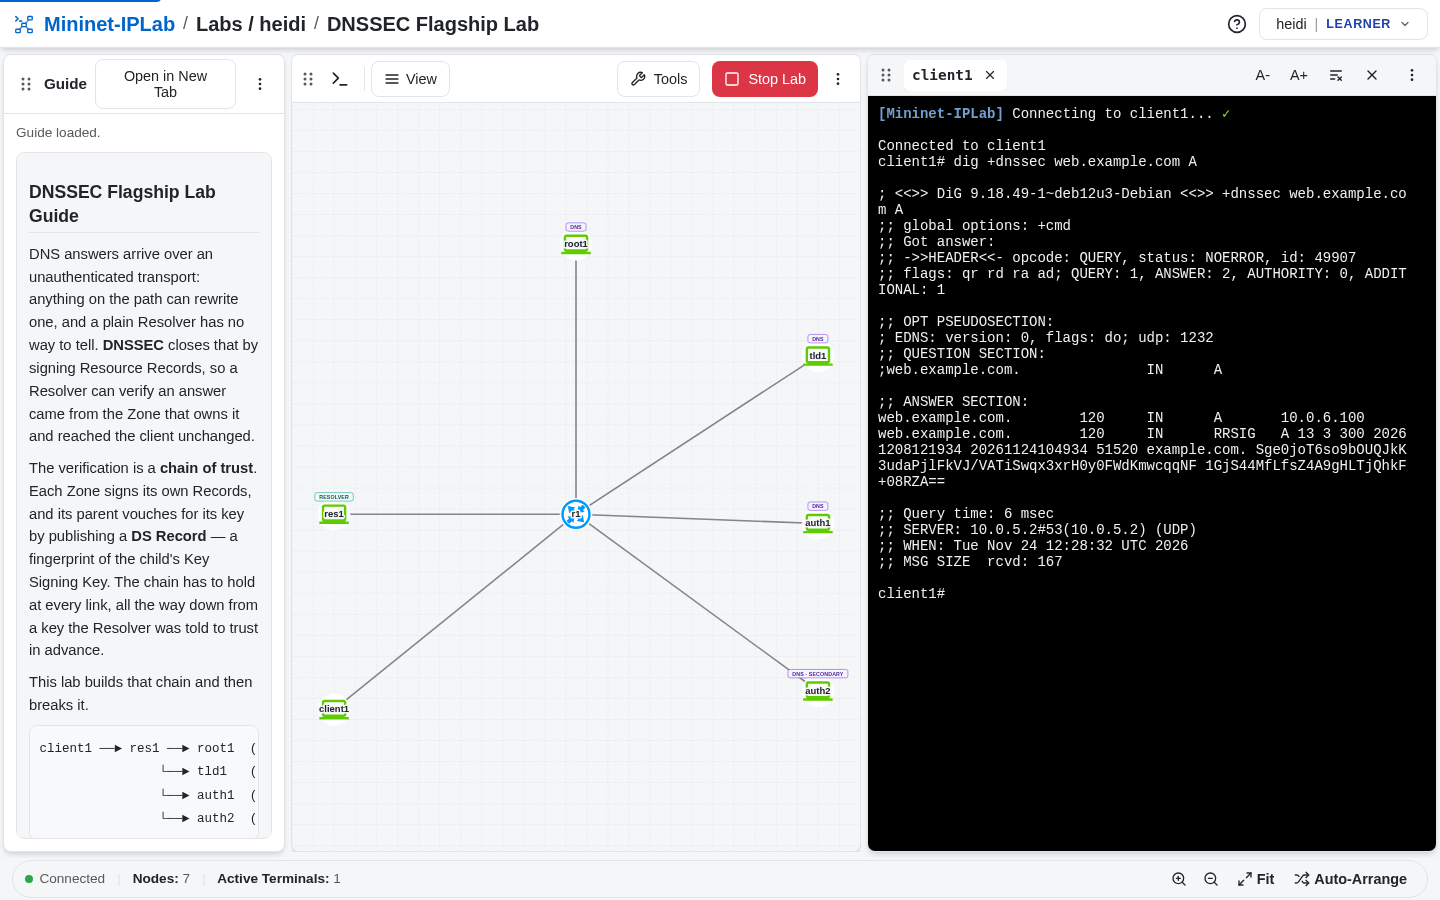 Mininet-IPLab / Labs / heidi / DNSSEC Flagship Lab
heidi | LEARNER
Guide
Open in New Tab
Guide loaded.
DNSSEC Flagship Lab
Guide
DNS answers arrive over an
unauthenticated transport:
anything on the path can rewrite
one, and a plain Resolver has no
way to tell. DNSSEC closes that by
signing Resource Records, so a
Resolver can verify an answer
came from the Zone that owns it
and reached the client unchanged.
The verification is a chain of trust.
Each Zone signs its own Records,
and its parent vouches for its key
by publishing a DS Record — a
fingerprint of the child's Key
Signing Key. The chain has to hold
at every link, all the way down from
a key the Resolver was told to trust
in advance.
This lab builds that chain and then
breaks it.
client1 ──► res1 ──► root1 (
└──► tld1 (
└──► auth1 (
└──► auth2 (
View
Tools
Stop Lab
DNS
root1
DNS
tld1
RESOLVER
res1
r1
DNS
auth1
DNS - SECONDARY
auth2
client1
client1
A-
A+
[Mininet-IPLab] Connecting to client1... ✓
Connected to client1
client1# dig +dnssec web.example.com A
; <<>> DiG 9.18.49-1~deb12u3-Debian <<>> +dnssec web.example.co
m A
;; global options: +cmd
;; Got answer:
;; ->>HEADER<<- opcode: QUERY, status: NOERROR, id: 49907
;; flags: qr rd ra ad; QUERY: 1, ANSWER: 2, AUTHORITY: 0, ADDIT
IONAL: 1
;; OPT PSEUDOSECTION:
; EDNS: version: 0, flags: do; udp: 1232
;; QUESTION SECTION:
;web.example.com. IN A
;; ANSWER SECTION:
web.example.com. 120 IN A 10.0.6.100
web.example.com. 120 IN RRSIG A 13 3 300 2026
1208121934 20261124104934 51520 example.com. Sge0joT6so9bOUQJkK
3udaPjlFkVJ/VATiSwqx3xrH0y0FWdKmwcqqNF 1GjS44MfLfsZ4A9gHLTjQhkF
+08RZA==
;; Query time: 6 msec
;; SERVER: 10.0.5.2#53(10.0.5.2) (UDP)
;; WHEN: Tue Nov 24 12:28:32 UTC 2026
;; MSG SIZE rcvd: 167
client1#
Connected
Nodes: 7
Active Terminals: 1
Fit
Auto-Arrange